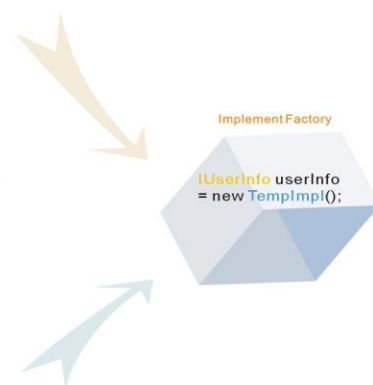 Implement Factory
IUserInfo userInfo
= new TempImpl();